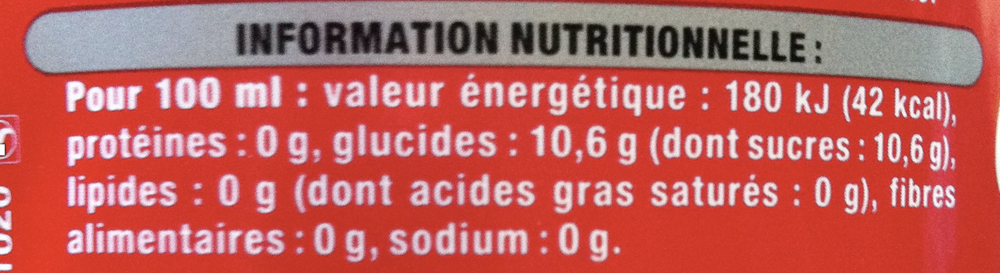 INFORMATION NUTRITIONNELLE :
Pour 100 ml : valeur énergétique : 180 kJ (42 kcal),
protéines : 0 g, glucides : 10,6 g (dont sucres : 10,6 g),
lipides : 0 g (dont acides gras saturés : 0 g), fibres
alimentaires : 0 g, sodium : 0 g.